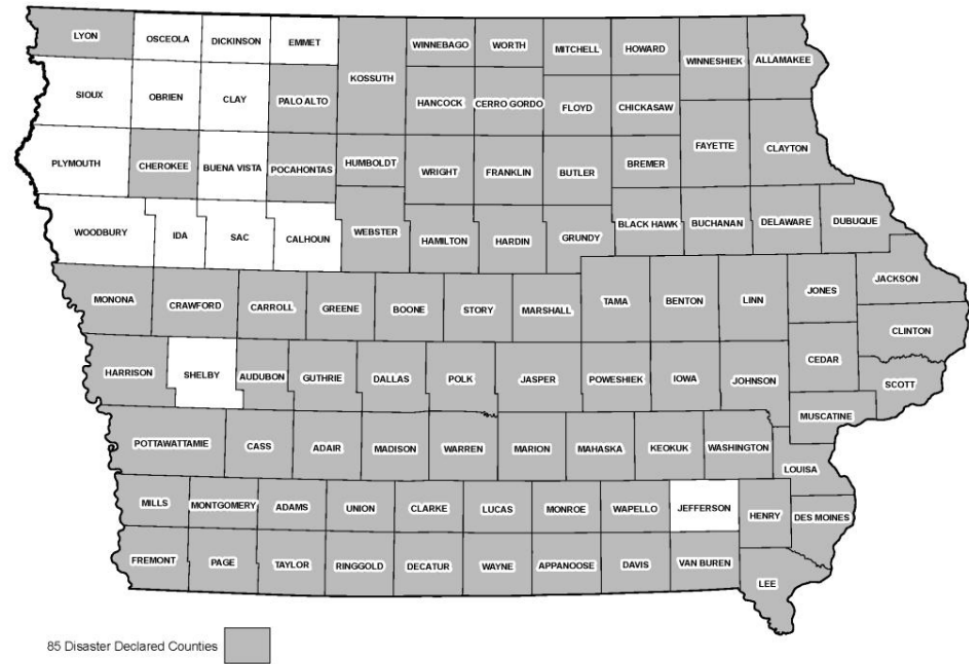 LYON
OSCEOLA
DICKINSON
EMMET
KOSSUTH
WINNEBAGO
WORTH
MITCHELL
HOWARD
WINNESHIEK
ALLAMAKEE
SIOUX
OBRIEN
CLAY
PALO ALTO
HANCOCK
CERRO GORDO
FLOYD
CHICKASAW
FAYETTE
CLAYTON
PLYMOUTH
CHEROKEE
BUENA VISTA
POCAHONTAS
HUMBOLDT
WRIGHT
FRANKLIN
BUTLER
BREMER
WOODBURY
IDA
SAC
CALHOUN
WEBSTER
HAMILTON
HARDIN
GRUNDY
BLACK HAWK
BUCHANAN
DELAWARE
DUBUQUE
MONONA
CRAWFORD
CARROLL
GREENE
BOONE
STORY
MARSHALL
TAMA
BENTON
LINN
JONES
JACKSON
CLINTON
HARRISON
SHELBY
AUDUBON
GUTHRIE
DALLAS
POLK
JASPER
POWESHIEK
IOWA
JOHNSON
CEDAR
SCOTT
MUSCATINE
POTTAWATTAMIE
CASS
ADAIR
MADISON
WARREN
MARION
MAHASKA
KEOKUK
WASHINGTON
LOUISA
MILLS
MONTGOMERY
ADAMS
UNION
CLARKE
LUCAS
MONROE
WAPELLO
JEFFERSON
HENRY
DES MOINES
FREMONT
PAGE
TAYLOR
RINGGOLD
DECATUR
WAYNE
APPANOOSE
DAVIS
VAN BUREN
LEE
85 Disaster Declared Counties